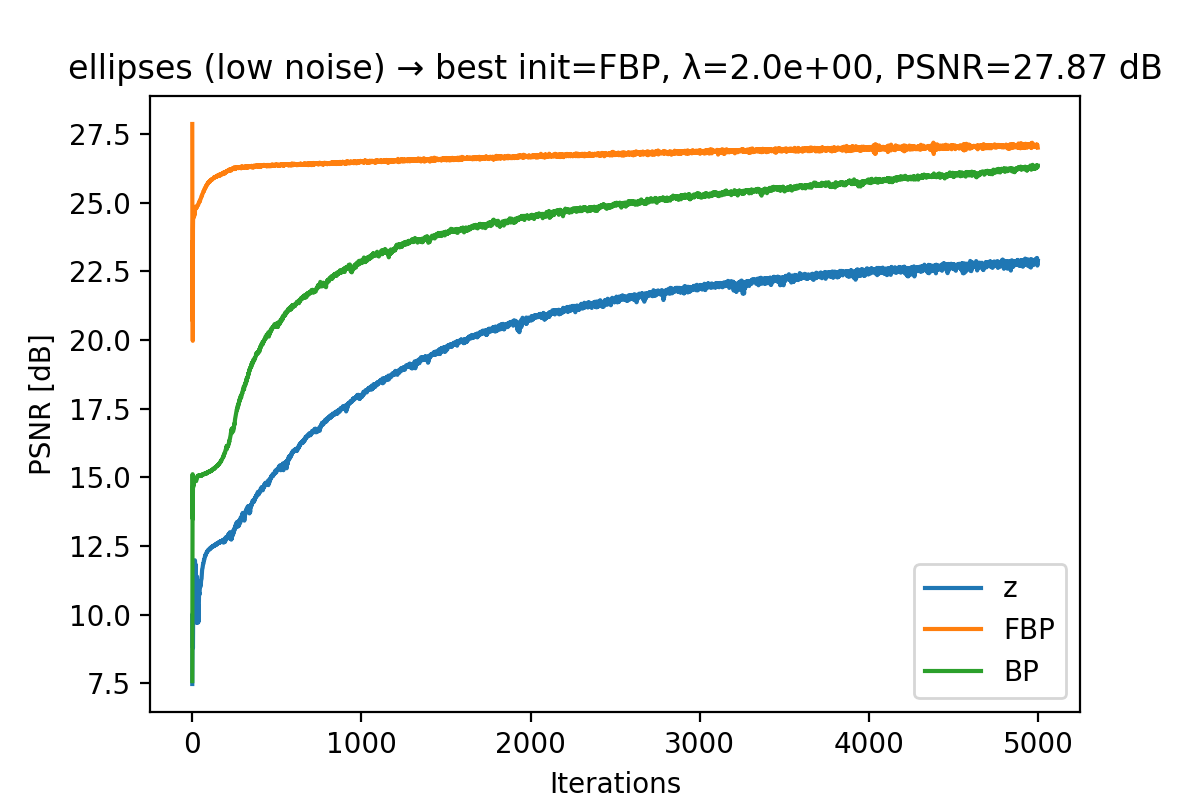 ellipses (low noise) → best init=FBP, λ=2.0e+00, PSNR=27.87 dB
27.5
25.0
22.5
20.0
17.5
15.0
12.5
10.0
7.5
PSNR [dB]
z
FBP
BP
0 1000 2000 3000 4000 5000
Iterations